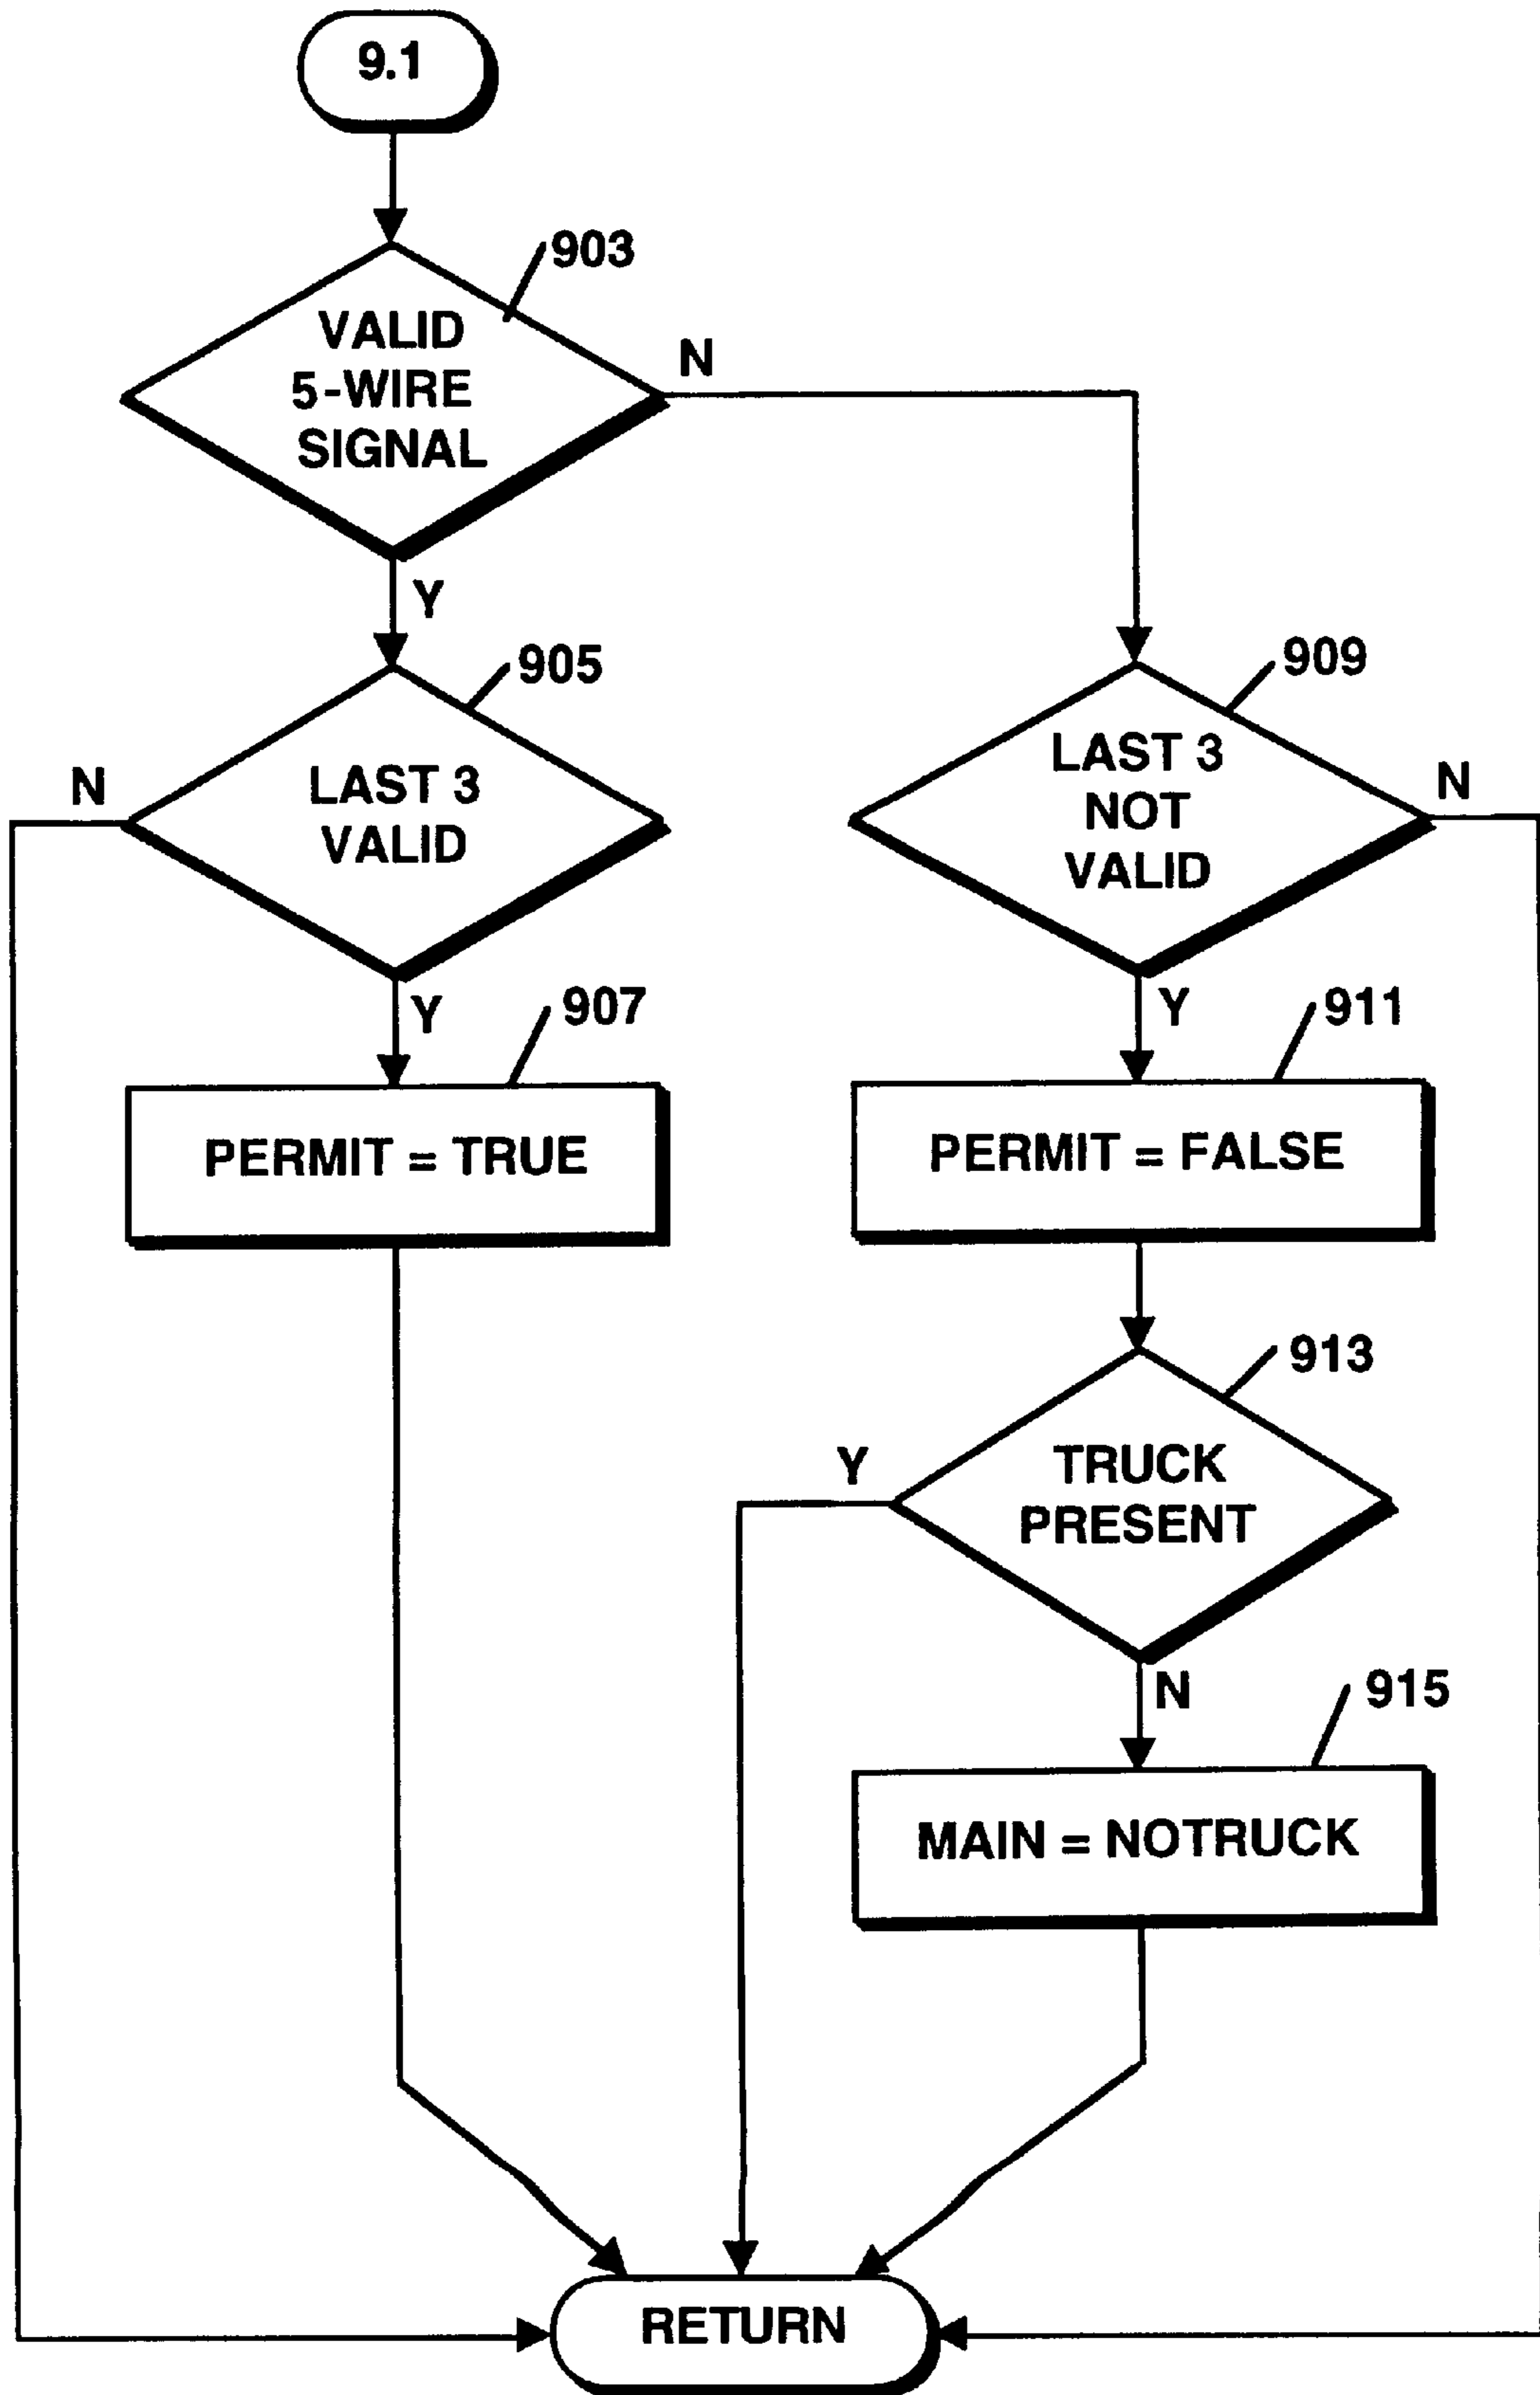 9.1
903
VALID
5-WIRE
SIGNAL
N
Y
905
909
LAST 3
VALID
N
LAST 3
NOT
VALID
N
Y
907
Y
911
PERMIT = TRUE
PERMIT = FALSE
913
Y
TRUCK
PRESENT
N
915
MAIN = NOTRUCK
RETURN